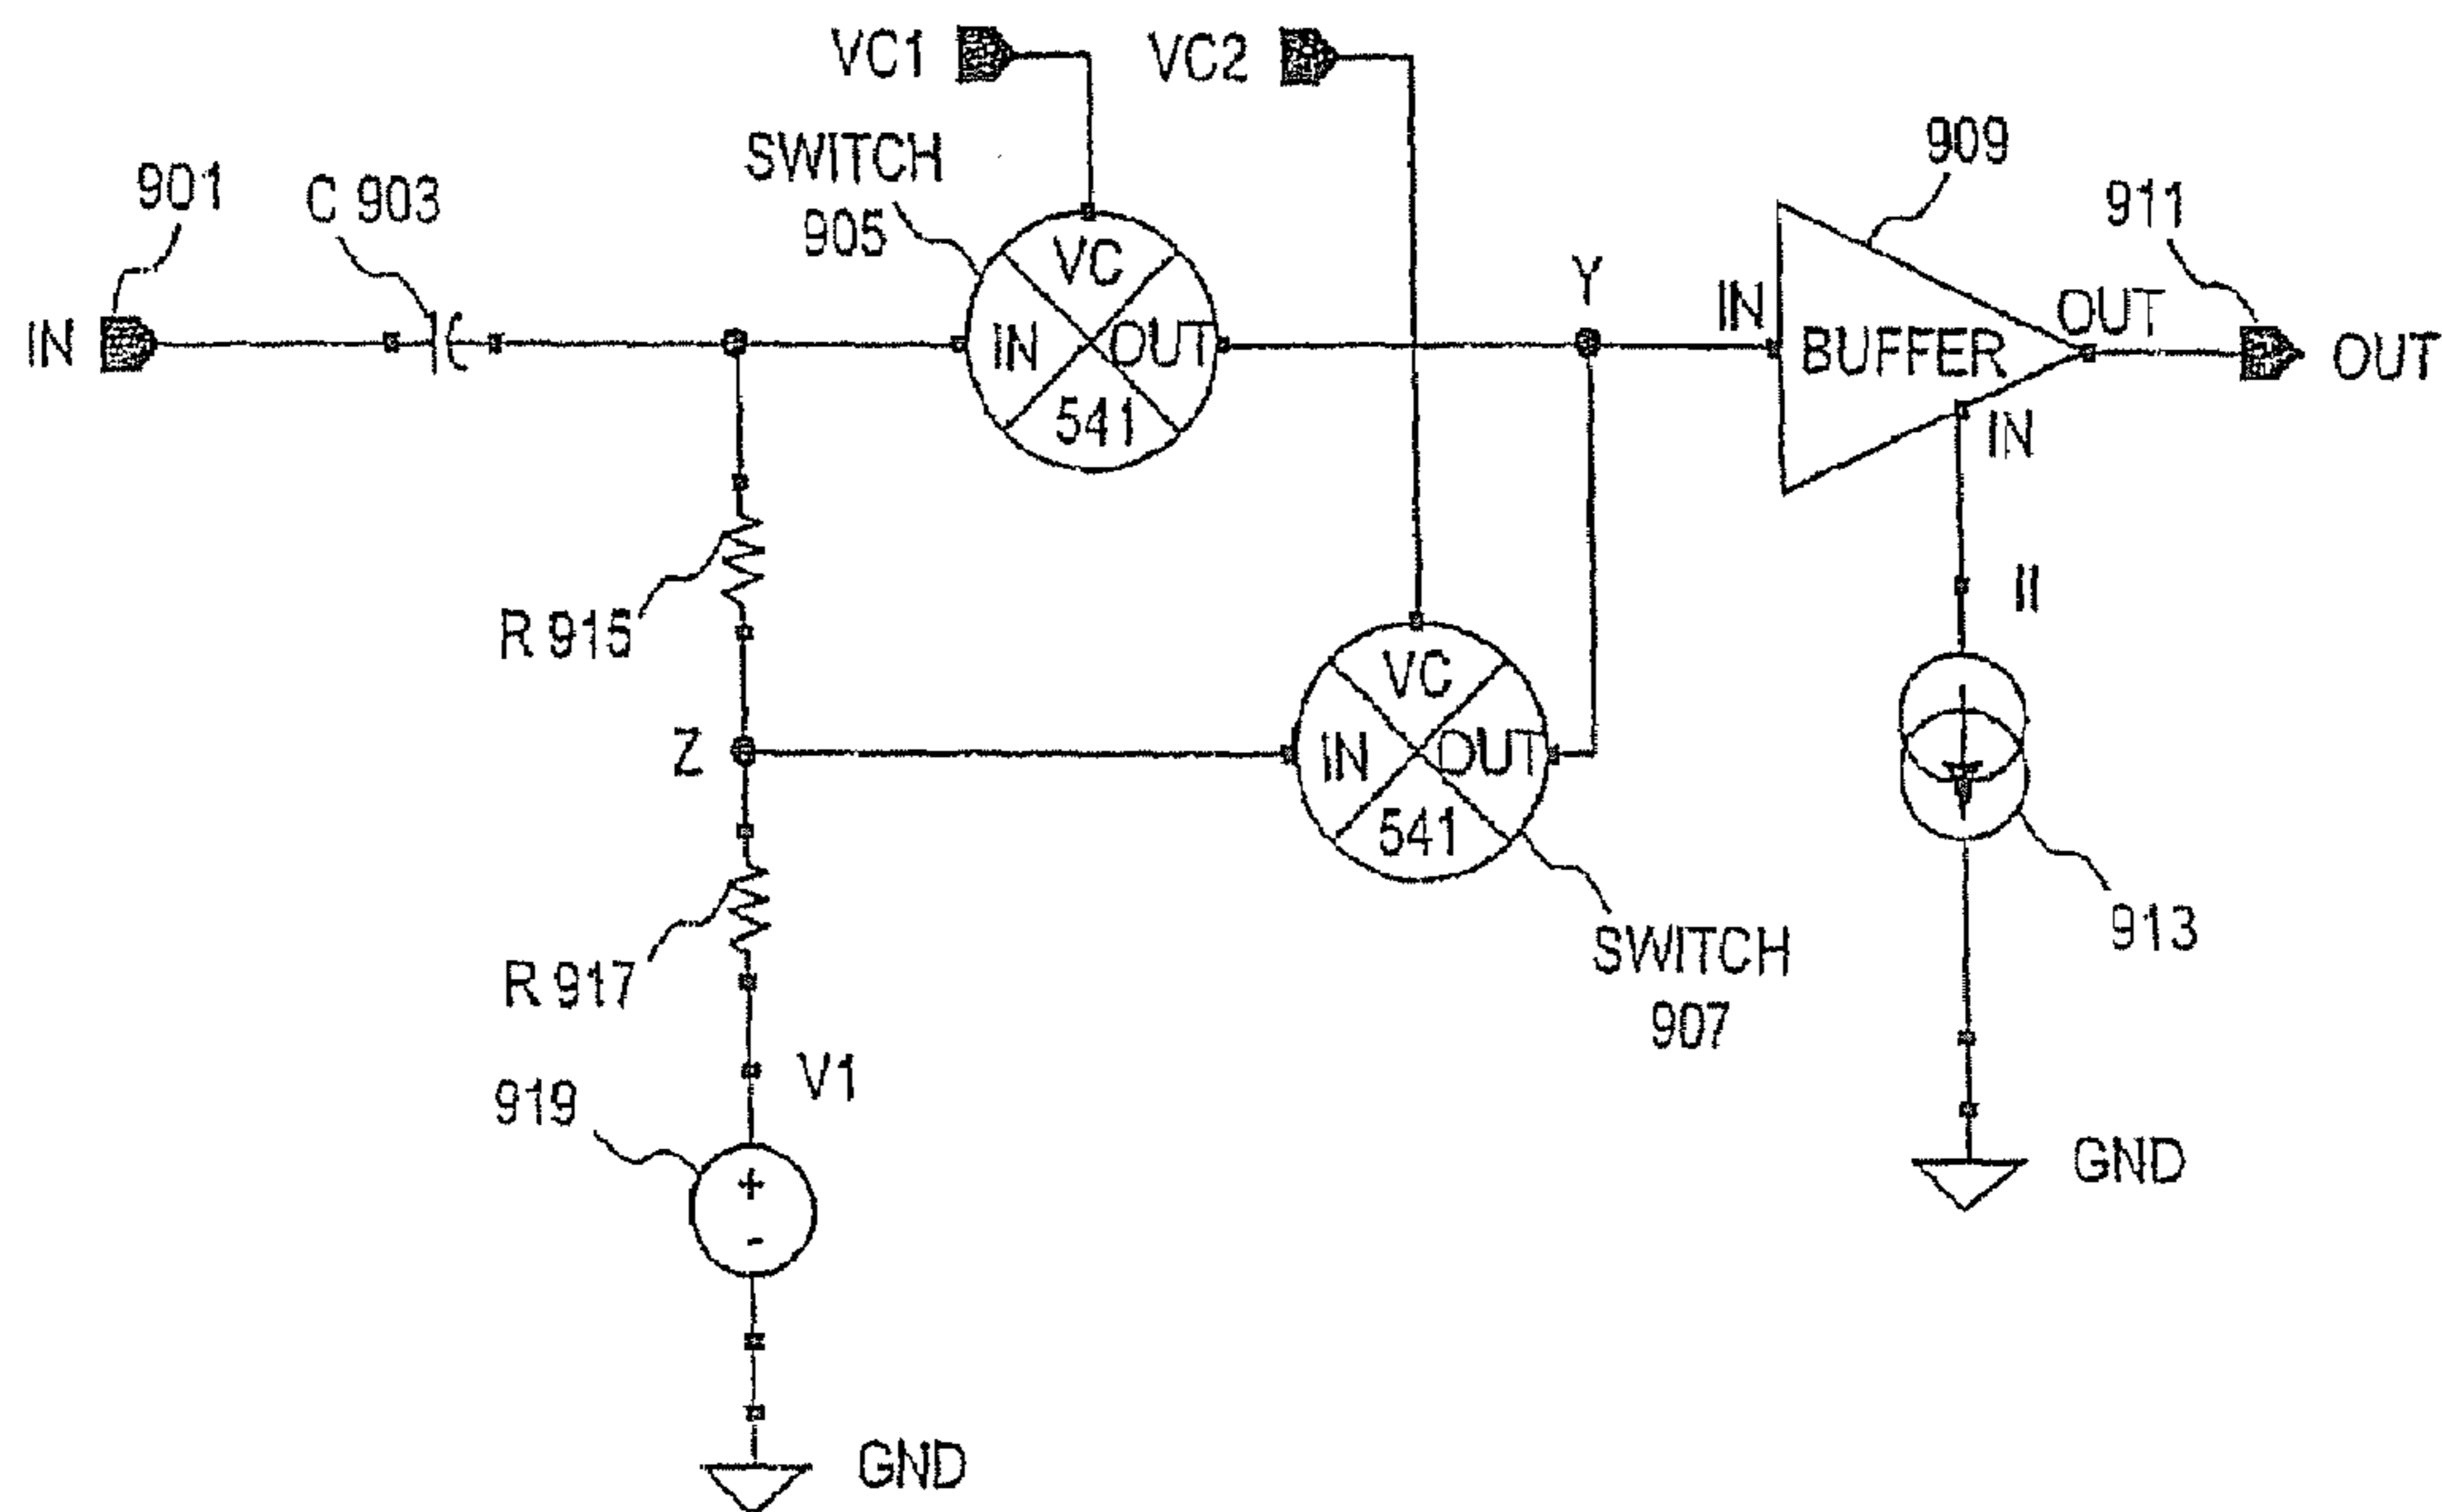 VC1
VC2
SWITCH
905
901
C 903
909
911
VC
IN
OUT
541
Y
IN
BUFFER
OUT
OUT
IN
IN
R 915
II
VC
IN
OUT
541
Z
R 917
SWITCH
907
913
V1
919
+
-
GND
GND